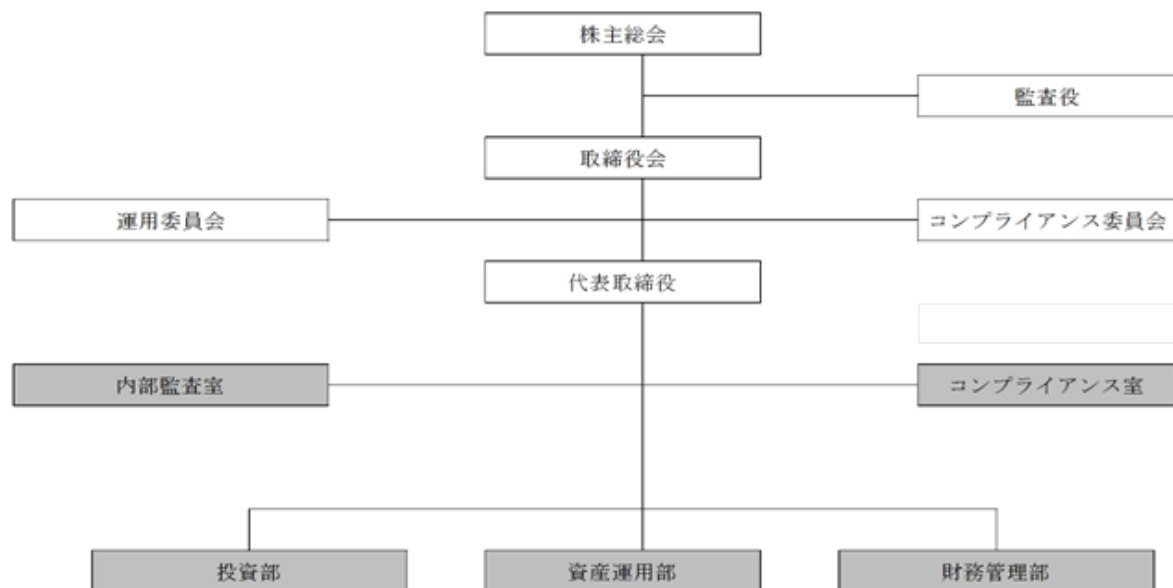 株主総会
監査役
取締役会
運用委員会
コンプライアンス委員会
代表取締役
内部監査室
コンプライアンス室
投資部
資産運用部
財務管理部